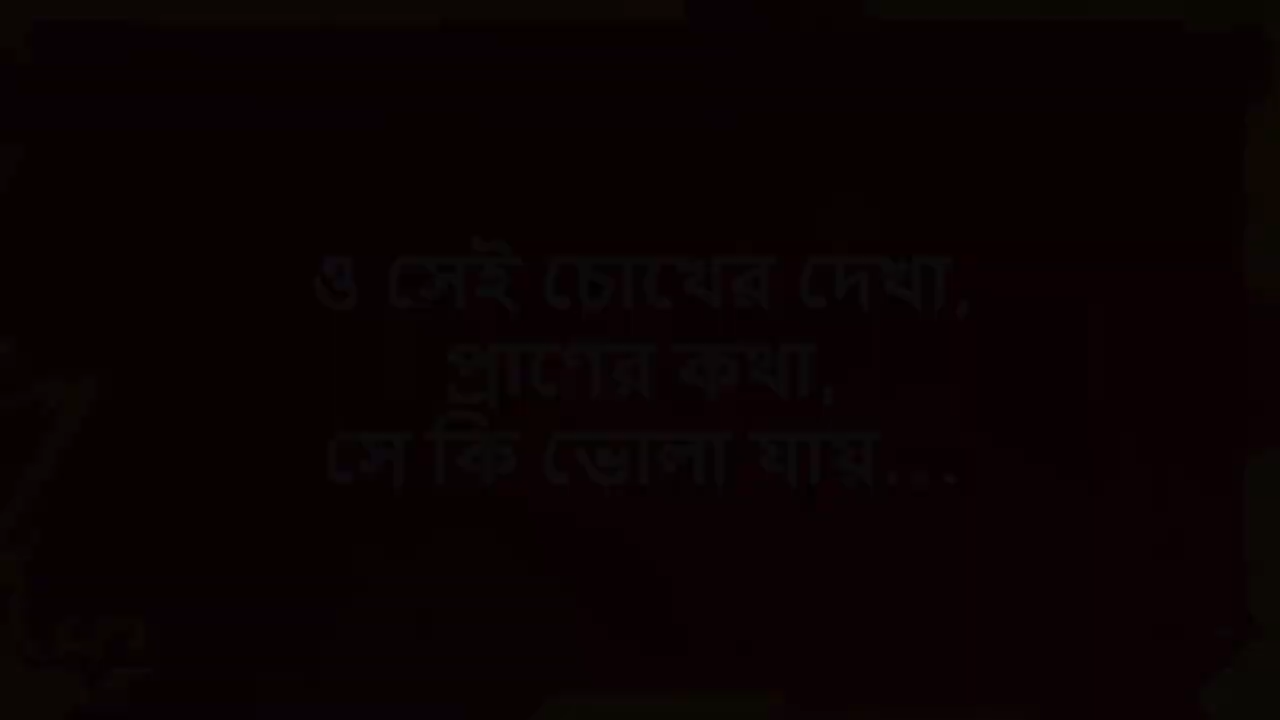 ও সেই চোখের দেখা,
প্রাণের কথা,
সে কি ভোলা যায়...